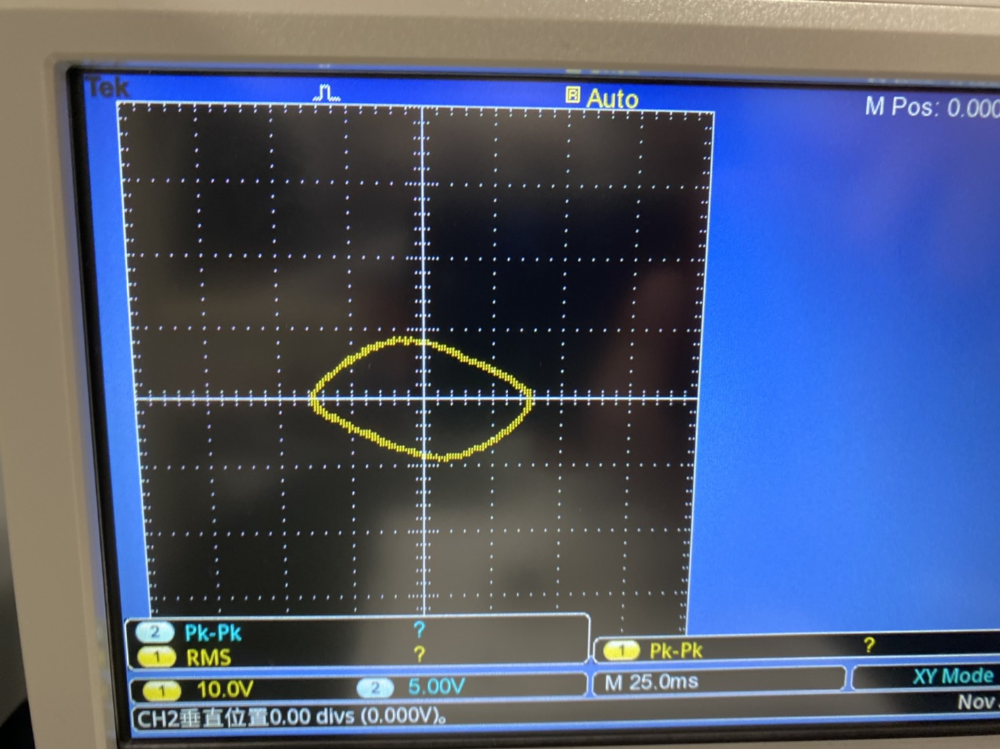 Tek
R Auto
M Pos: 0.000
2 Pk-Pk ?
1 RMS ?
1 Pk-Pk ?
1 10.0V
2 5.00V
M 25.0ms
XY Mode
Nov
CH2垂直位置0.00 divs (0.000V)。